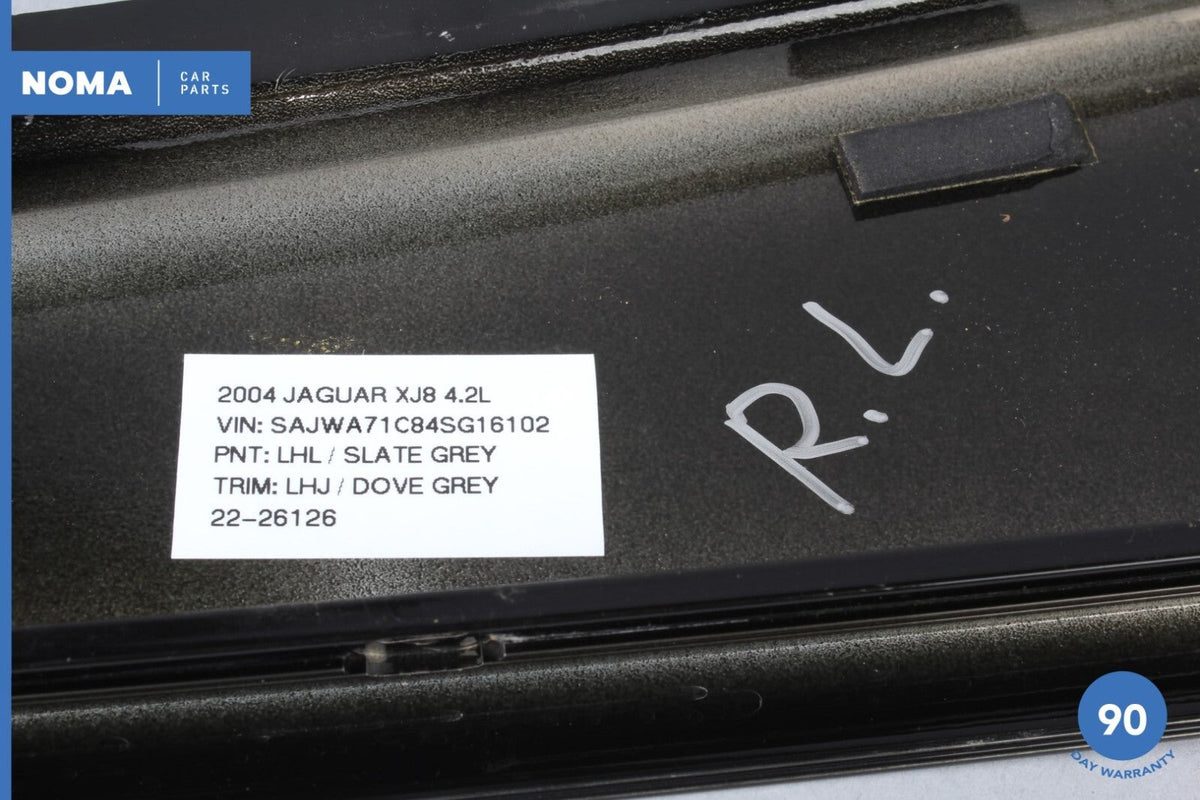 NOMA
CAR
PARTS
2004 JAGUAR XJ8 4.2L
VIN: SAJWA71C84SG16102
PNT: LHL / SLATE GREY
TRIM: LHJ / DOVE GREY
22-26126
R.L.
90
DAY WARRANTY